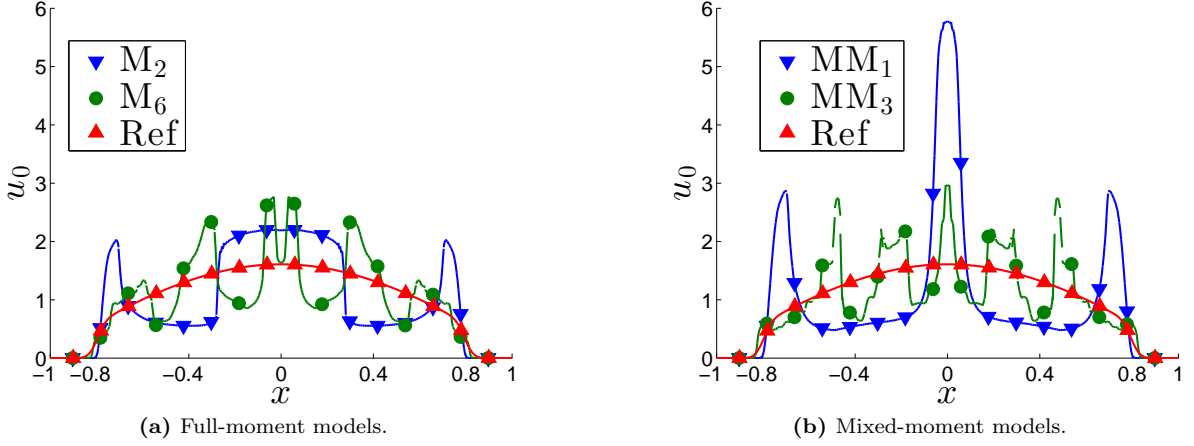 6
5
4
3
2
1
0
u₀
M₂
M₆
Ref
−1 −0.8 −0.4 0 0.4 0.8 1
x
(a) Full-moment models.
6
5
4
3
2
1
0
u₀
MM₁
MM₃
Ref
−1 −0.8 −0.4 0 0.4 0.8 1
x
(b) Mixed-moment models.